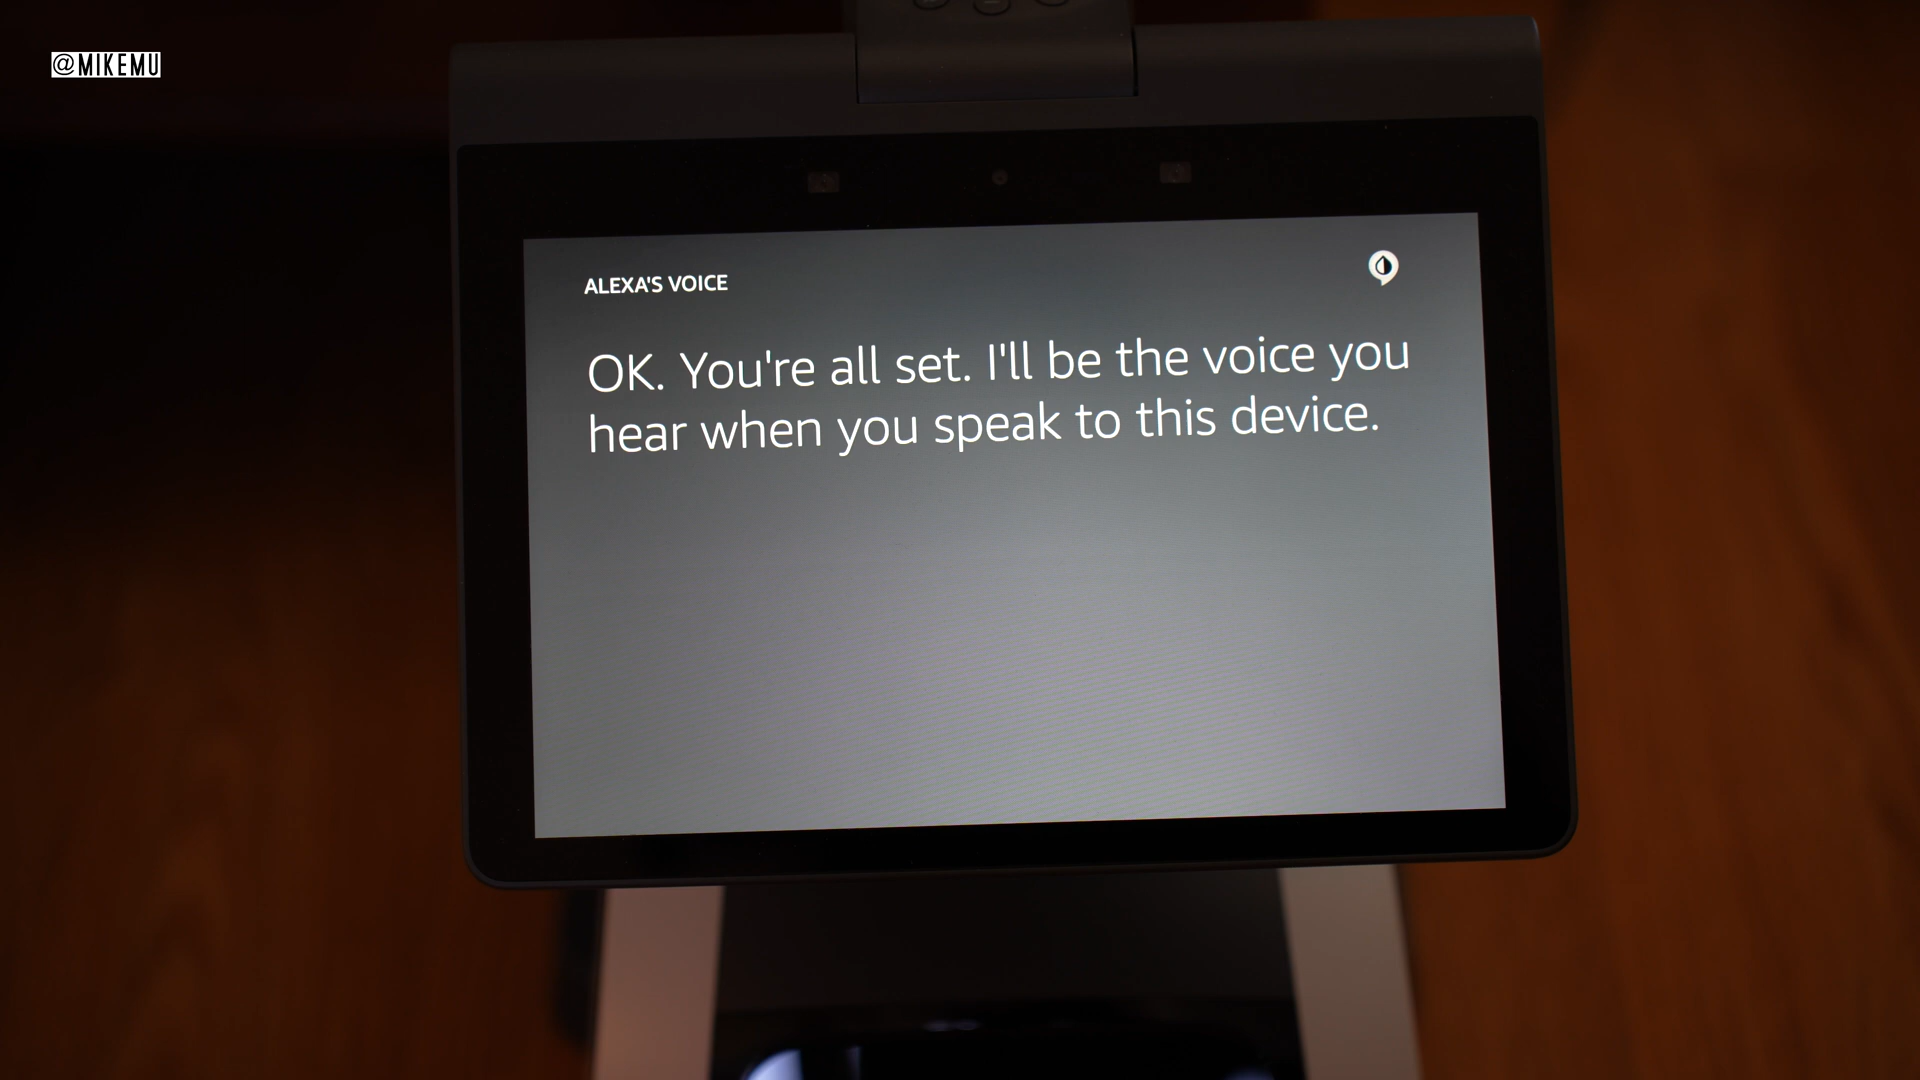 @MIKEMU
ALEXA'S VOICE
OK. You're all set. I'll be the voice you
hear when you speak to this device.